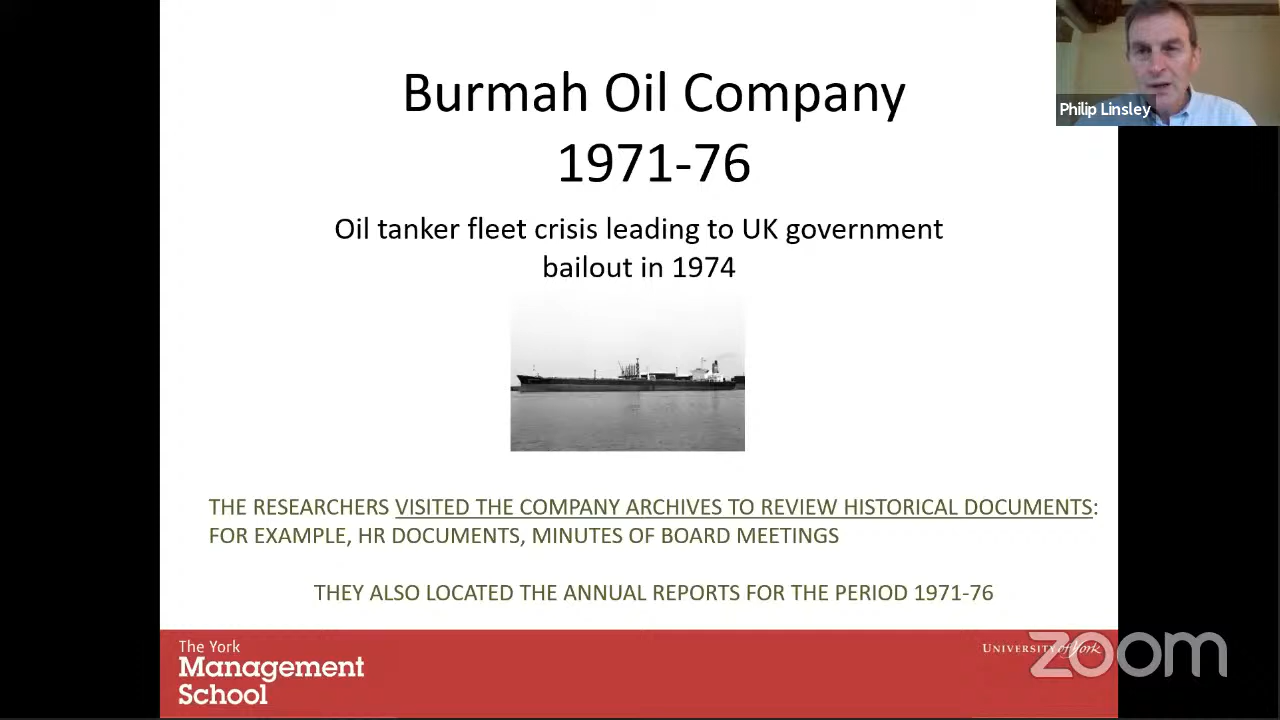 Burmah Oil Company
1971-76
Philip Linsley
Oil tanker fleet crisis leading to UK government
bailout in 1974
THE RESEARCHERS VISITED THE COMPANY ARCHIVES TO REVIEW HISTORICAL DOCUMENTS:
FOR EXAMPLE, HR DOCUMENTS, MINUTES OF BOARD MEETINGS
THEY ALSO LOCATED THE ANNUAL REPORTS FOR THE PERIOD 1971-76
The York
Management
School
UNIVERSITY of York
zoom